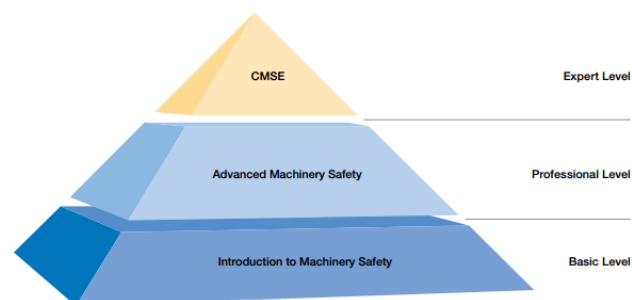 CMSE
Expert Level
Advanced Machinery Safety
Professional Level
Introduction to Machinery Safety
Basic Level